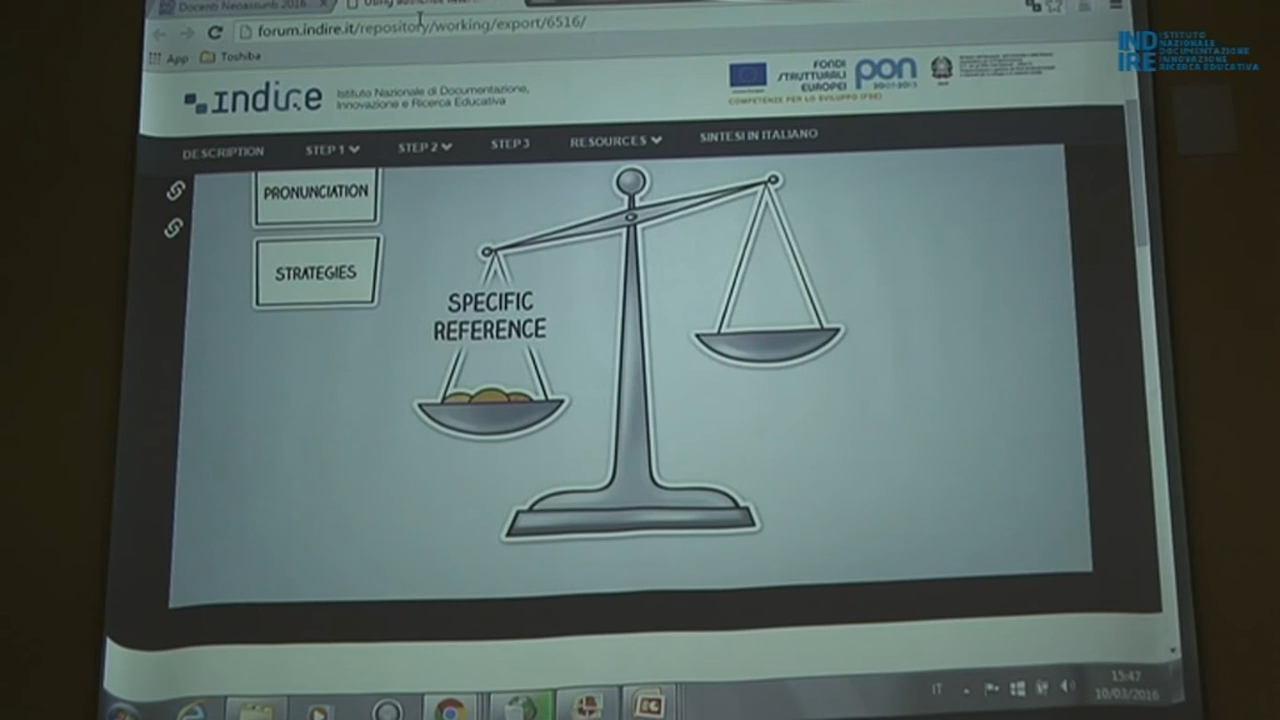 Docenti Neoassunti 2016
forum.indire.it/repository/working/export/6516/
App
Toshiba
INDIRE
ISTITUTO
NAZIONALE
DOCUMENTAZIONE
INNOVAZIONE
RICERCA EDUCATIVA
indire
Istituto Nazionale di Documentazione,
Innovazione e Ricerca Educativa
FONDI
STRUTTURALI
EUROPEI
pon
2007-2013
COMPETENZE PER LO SVILUPPO (FSE)
DESCRIPTION
STEP 1
STEP 2
STEP 3
RESOURCES
SINTESI IN ITALIANO
PRONUNCIATION
STRATEGIES
SPECIFIC
REFERENCE
IT
15:47
10/03/2016